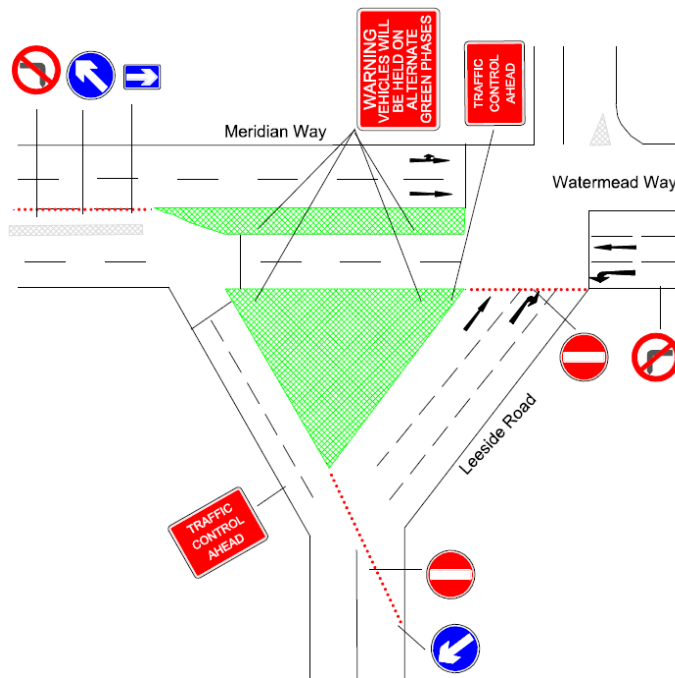 WARNING
VEHICLES WILL
BE HELD ON
ALTERNATE
GREEN PHASES
TRAFFIC
CONTROL
AHEAD
Meridian Way
Watermead Way
Leeside Road
TRAFFIC
CONTROL
AHEAD